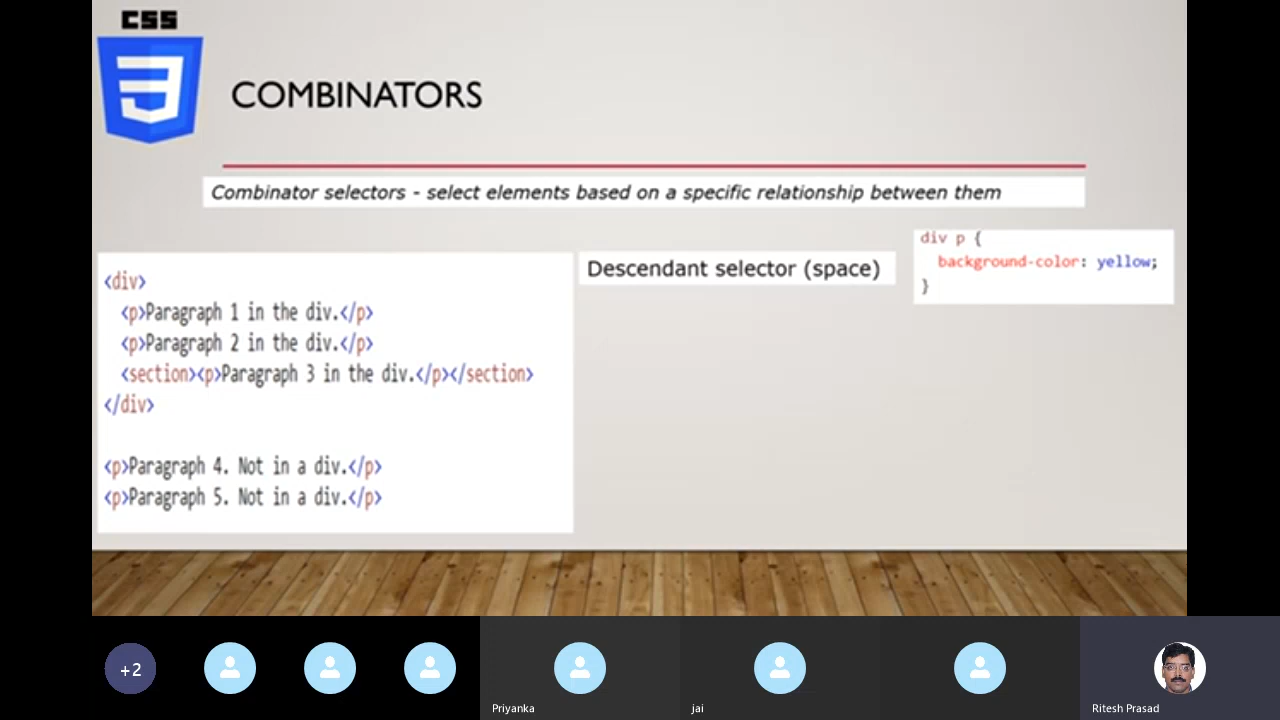 CSS
3
COMBINATORS
Combinator selectors - select elements based on a specific relationship between them
<div>
<p>Paragraph 1 in the div.</p>
<p>Paragraph 2 in the div.</p>
<section><p>Paragraph 3 in the div.</p></section>
</div>
<p>Paragraph 4. Not in a div.</p>
<p>Paragraph 5. Not in a div.</p>
Descendant selector (space)
div p {
background-color: yellow;
}
+2
Priyanka
jai
Ritesh Prasad